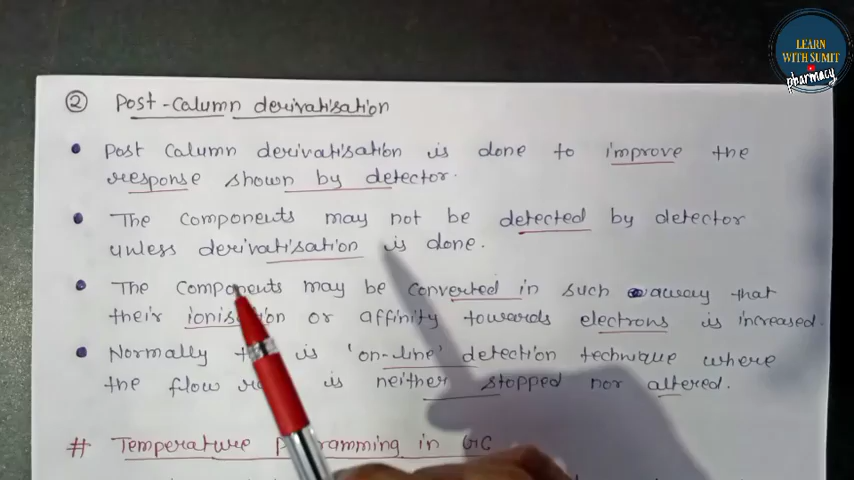 LEARN
WITH SUMIT
pharmacy
② Post-Column derivatisation
• Post Column derivatisation is done to improve the
response shown by detector.
• The Components may not be detected by detector
unless derivatisation is done.
• The Components may be converted in such away that
their ionisation or affinity towards electrons is increased.
• Normally is 'on-line' detection technique where
the flow is neither stopped nor altered.
# Temperature in GC